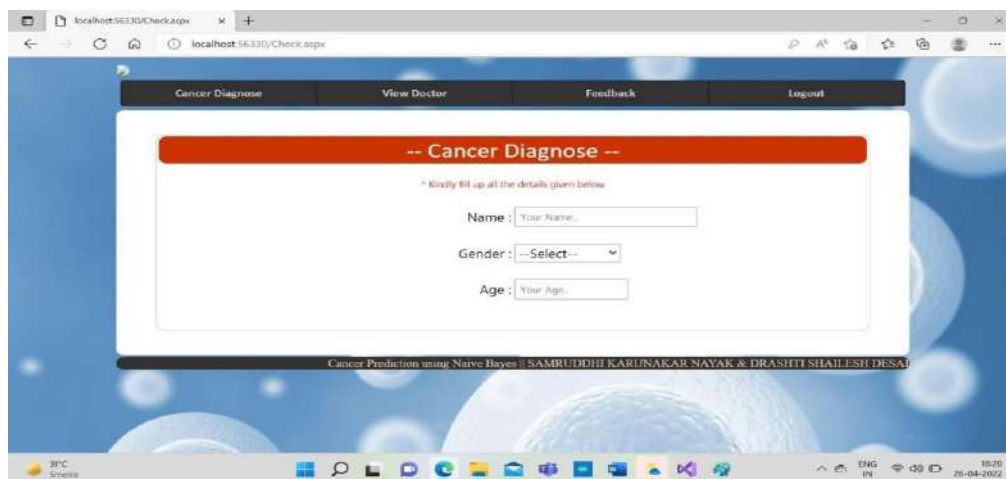 localhost:56330/Check.aspx
localhost:56330/Check.aspx
Cancer Diagnose View Doctor Feedback Logout
-- Cancer Diagnose --
* Kindly fill up all the details given below
Name : Your Name..
Gender : --Select--
Age : Your Age..
Cancer Prediction using Naive Bayes || SAMRUDDHI KARUNAKAR NAYAK & DRASHTI SHAILESH DESAI
31°C
Smoke
ENG
IN
10:20
26-04-2022